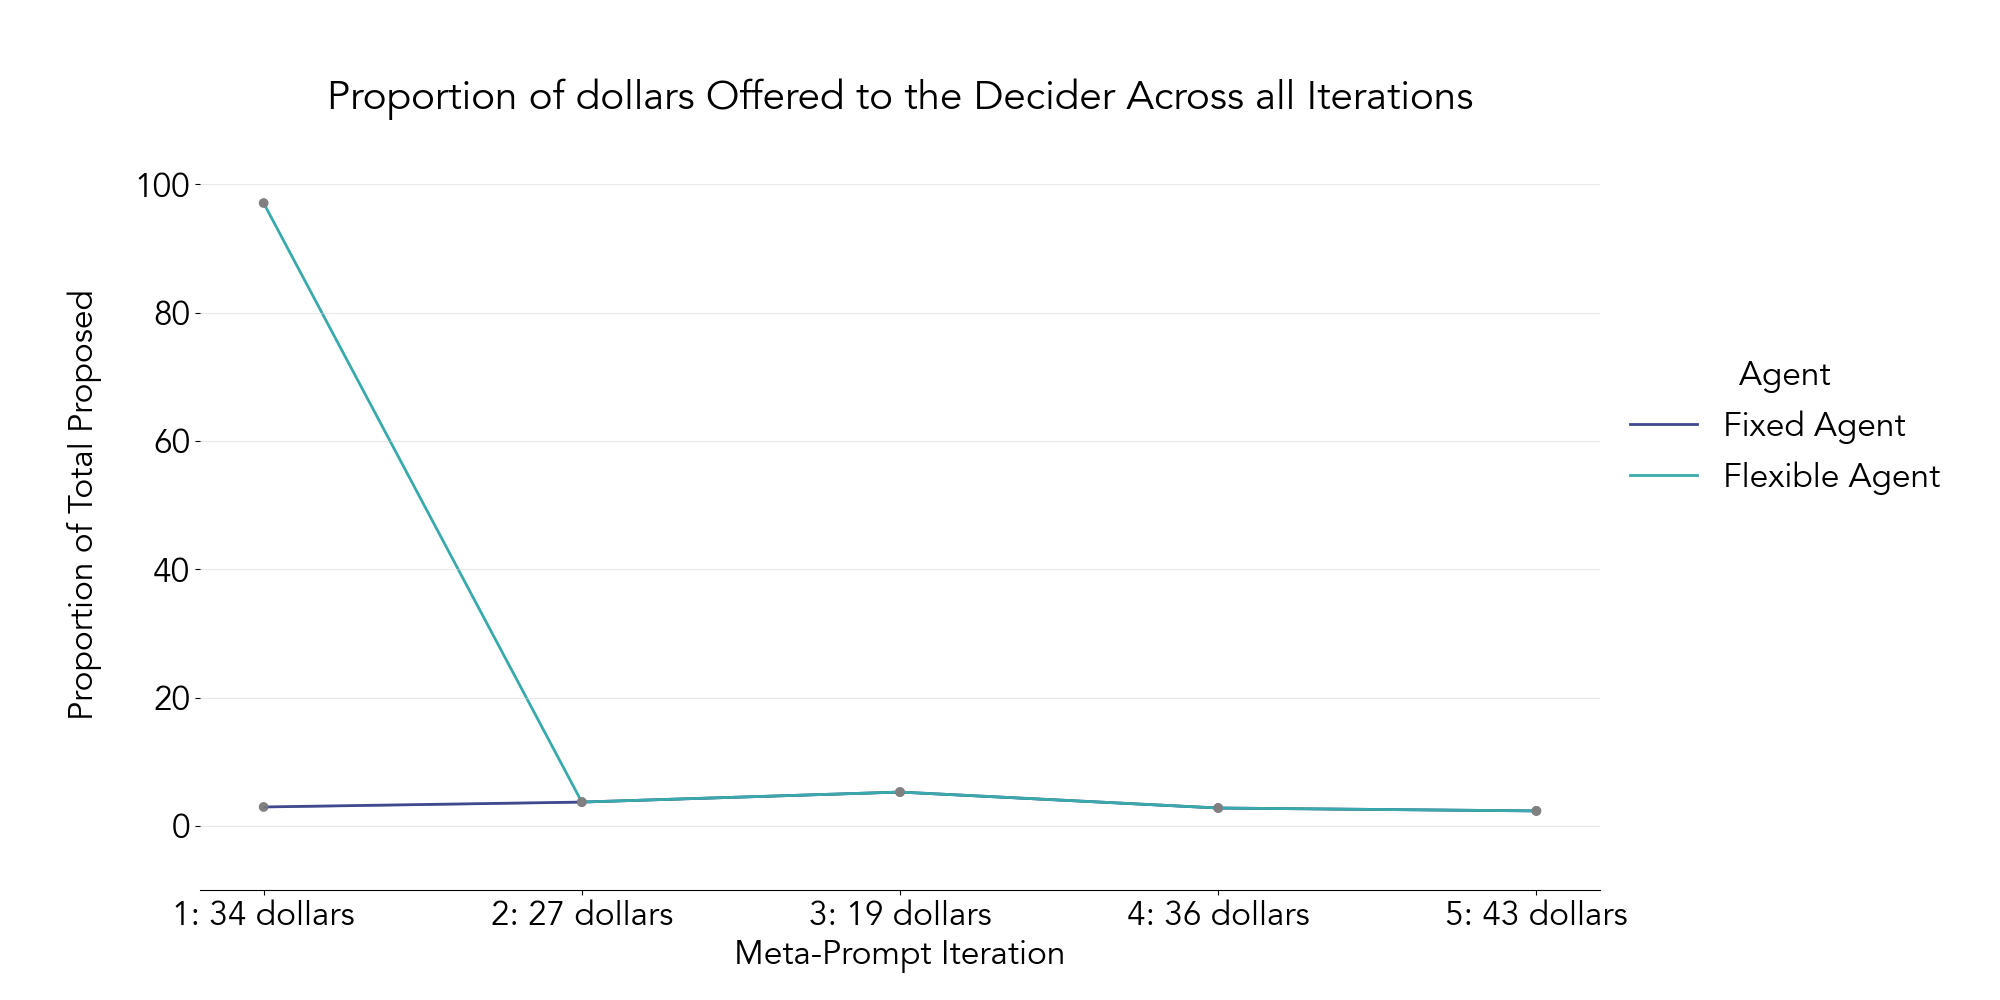 Proportion of dollars Offered to the Decider Across all Iterations
100
80
60
40
20
0
Proportion of Total Proposed
Agent
Fixed Agent
Flexible Agent
1: 34 dollars
2: 27 dollars
3: 19 dollars
4: 36 dollars
5: 43 dollars
Meta-Prompt Iteration